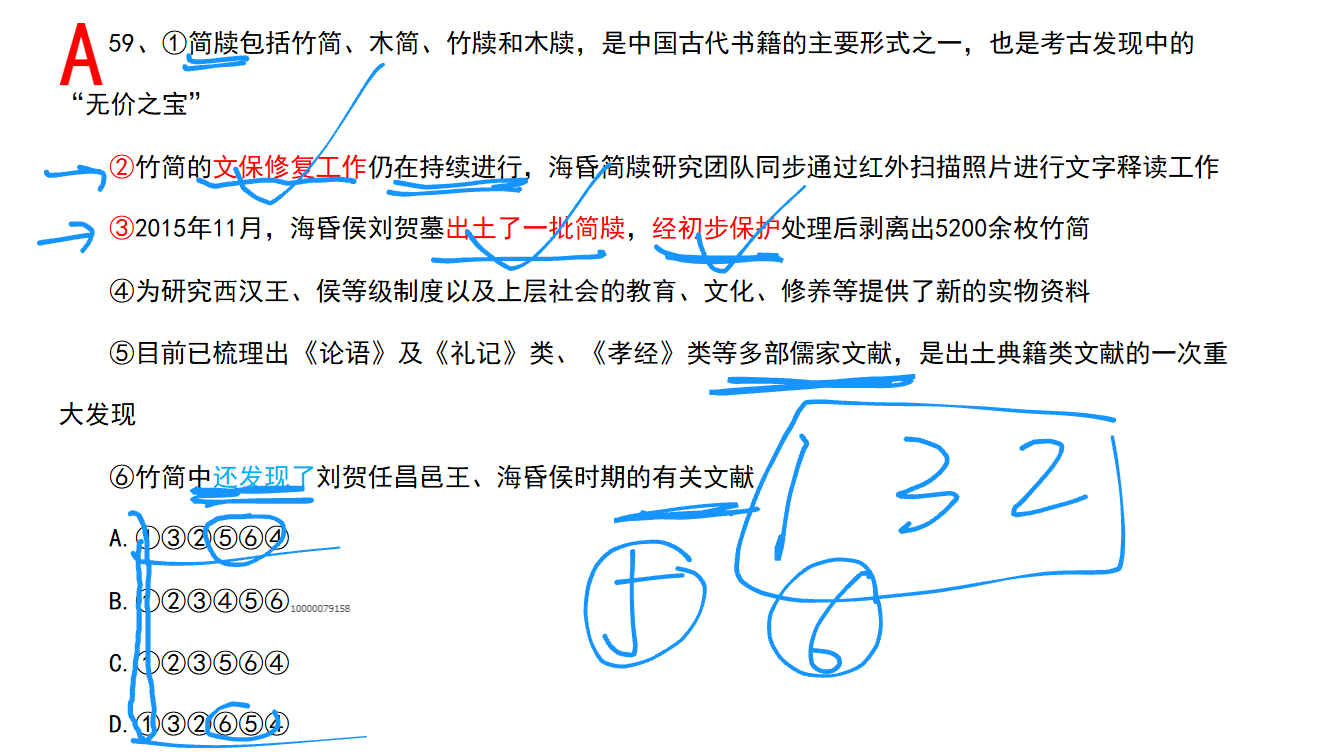 A 59、①简牍包括竹简、木简、竹牍和木牍，是中国古代书籍的主要形式之一，也是考古发现中的
“无价之宝”
②竹简的文保修复工作仍在持续进行，海昏简牍研究团队同步通过红外扫描照片进行文字释读工作
③2015年11月，海昏侯刘贺墓出土了一批简牍，经初步保护处理后剥离出5200余枚竹简
④为研究西汉王、侯等级制度以及上层社会的教育、文化、修养等提供了新的实物资料
⑤目前已梳理出《论语》及《礼记》类、《孝经》类等多部儒家文献，是出土典籍类文献的一次重
大发现
⑥竹简中还发现了刘贺任昌邑王、海昏侯时期的有关文献
1 3 2
A. ①③②⑤⑥④
5 6
B. ①②③④⑤⑥ 10000079158
C. ①②③⑤⑥④
D. ①③②⑥⑤④